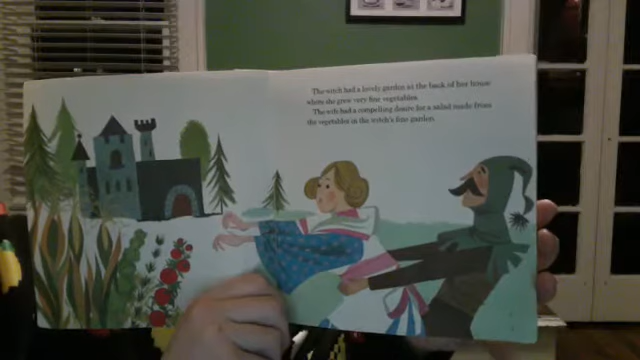 The witch had a lovely garden at the back of her house
where she grew very fine vegetables.
The wife had a compelling desire for a salad made from
the vegetables in the witch's fine garden.